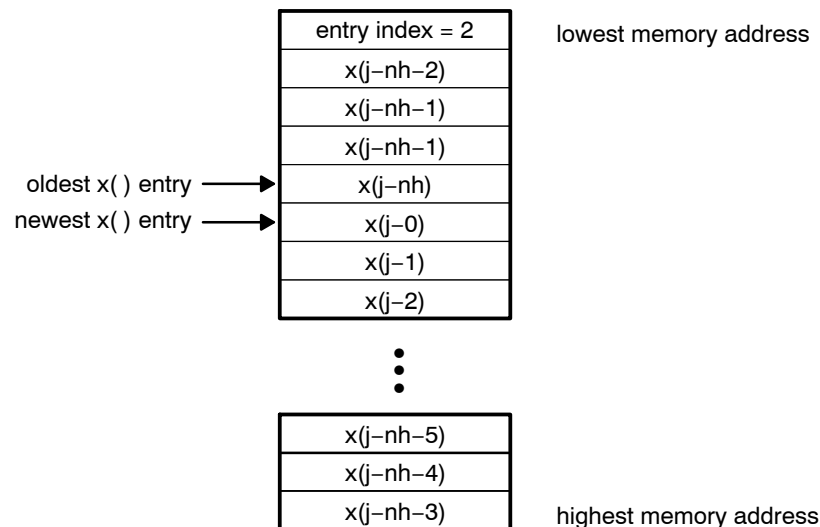 entry index = 2 lowest memory address
x(j−nh−2)
x(j−nh−1)
x(j−nh−1)
oldest x( ) entry x(j−nh)
newest x( ) entry x(j−0)
x(j−1)
x(j−2)
x(j−nh−5)
x(j−nh−4)
x(j−nh−3) highest memory address